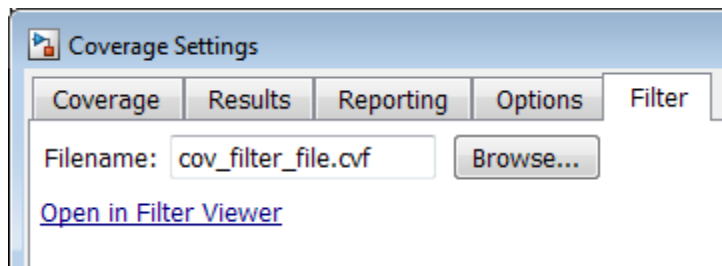 Coverage Settings
Coverage Results Reporting Options Filter
Filename: cov_filter_file.cvf Browse...
Open in Filter Viewer